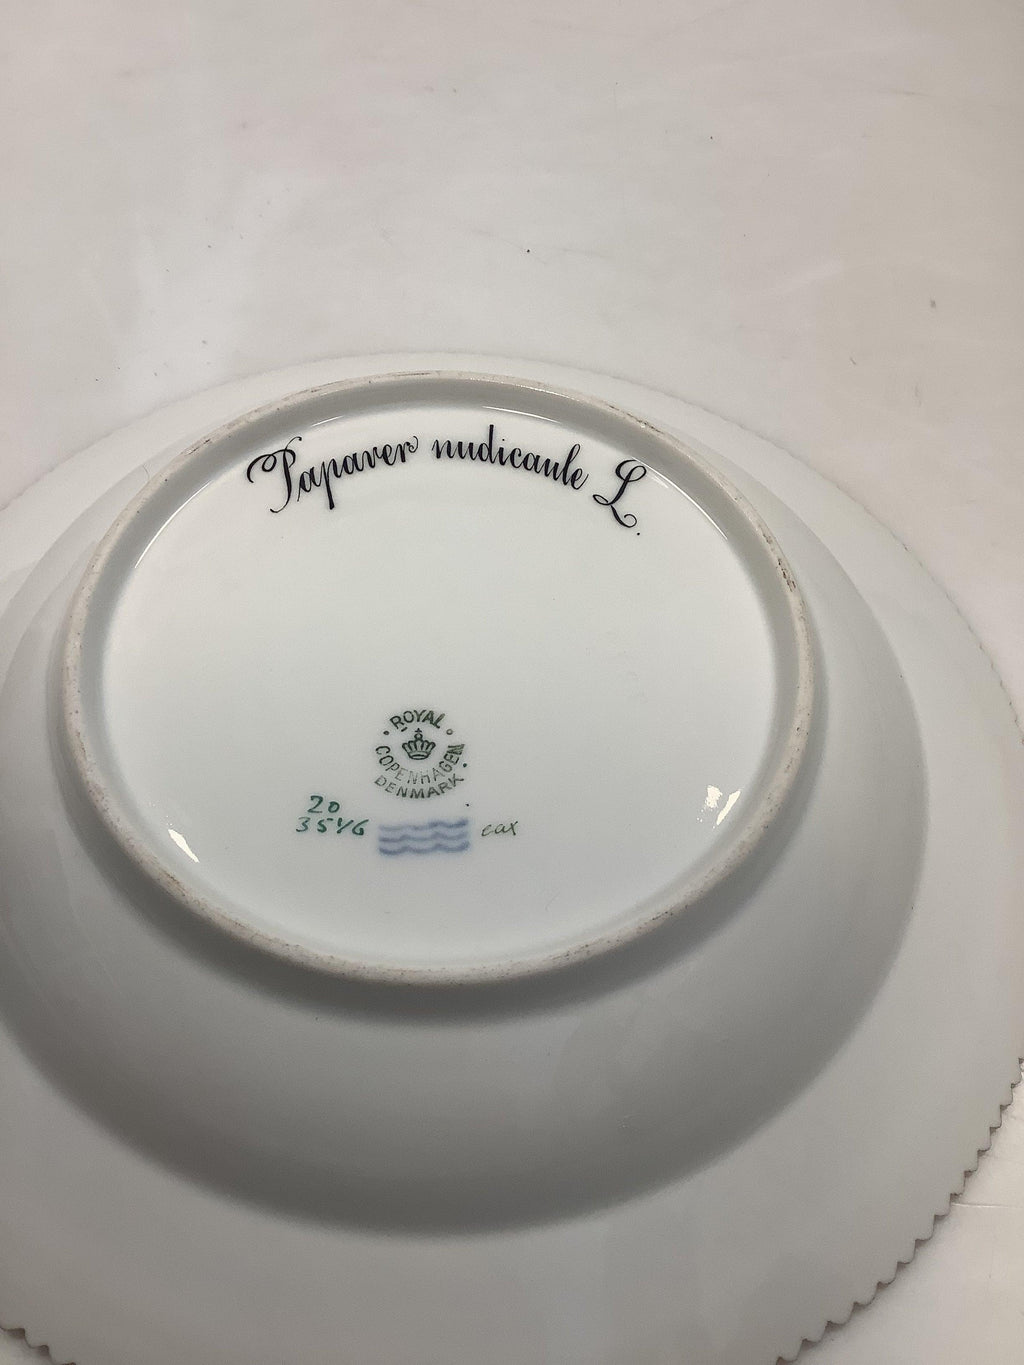 Papaver nudicaule L.
ROYAL
COPENHAGEN
DENMARK
20
3546
cax